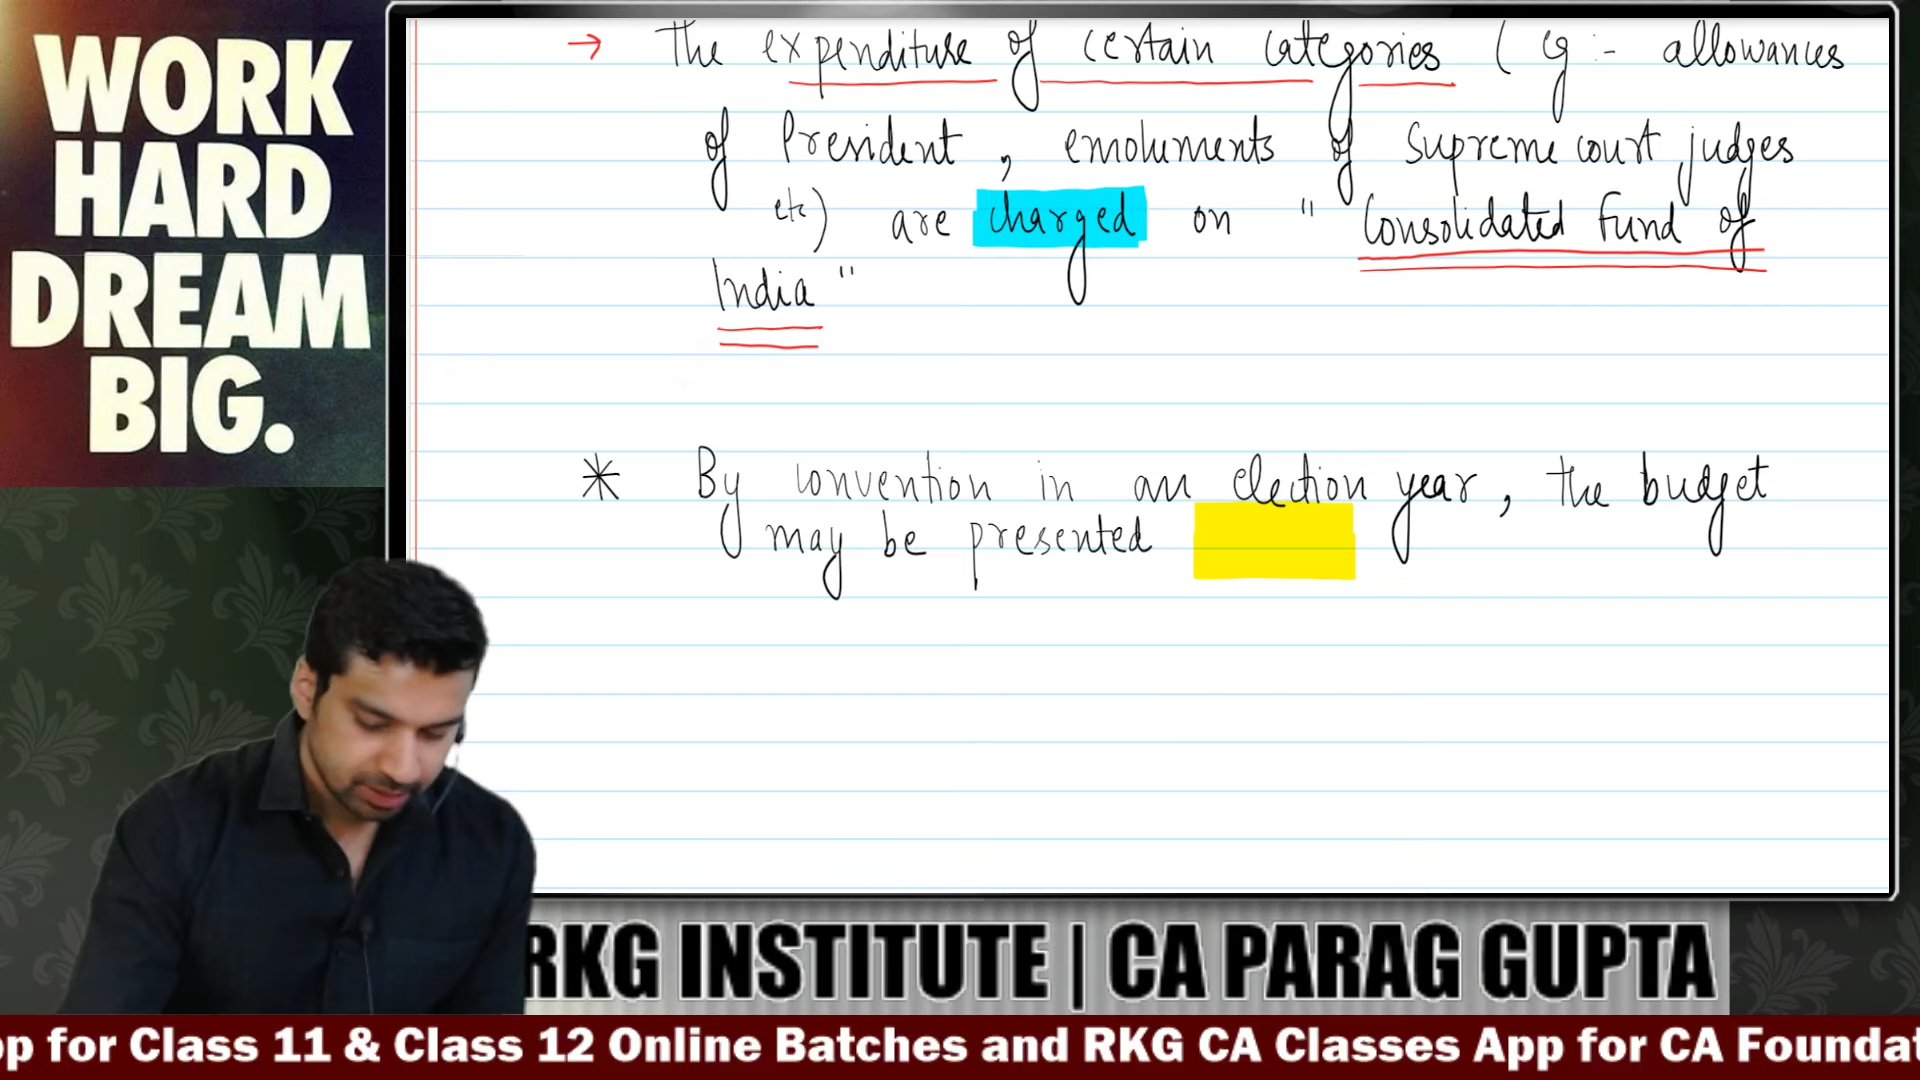 WORK
HARD
DREAM
BIG.
→ The expenditure of certain categories ( eg :- allowances
of President , emoluments of supreme court judges
etc) are charged on " Consolidated Fund of
India "
* By convention in an election year , the budget
may be presented
RKG INSTITUTE | CA PARAG GUPTA
pp for Class 11 & Class 12 Online Batches and RKG CA Classes App for CA Foundat